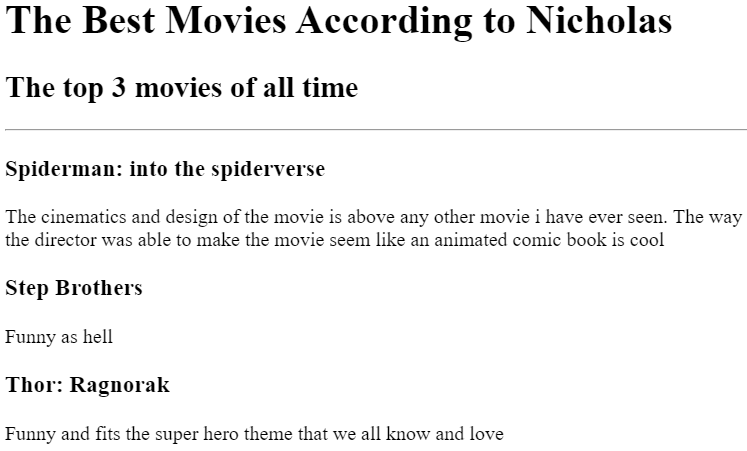 The Best Movies According to Nicholas
The top 3 movies of all time
Spiderman: into the spiderverse
The cinematics and design of the movie is above any other movie i have ever seen. The way
the director was able to make the movie seem like an animated comic book is cool
Step Brothers
Funny as hell
Thor: Ragnorak
Funny and fits the super hero theme that we all know and love